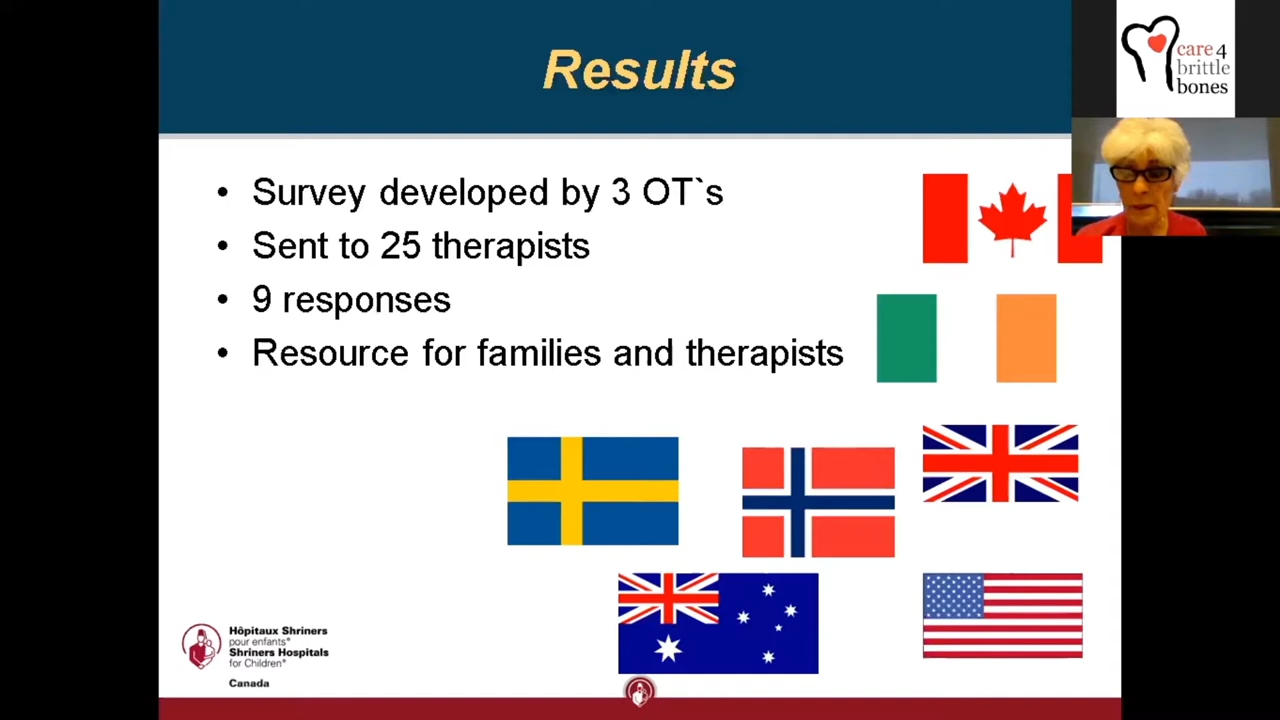 Results
care 4
brittle
bones
• Survey developed by 3 OT`s
• Sent to 25 therapists
• 9 responses
• Resource for families and therapists
Hôpitaux Shriners
pour enfants®
Shriners Hospitals
for Children®
Canada